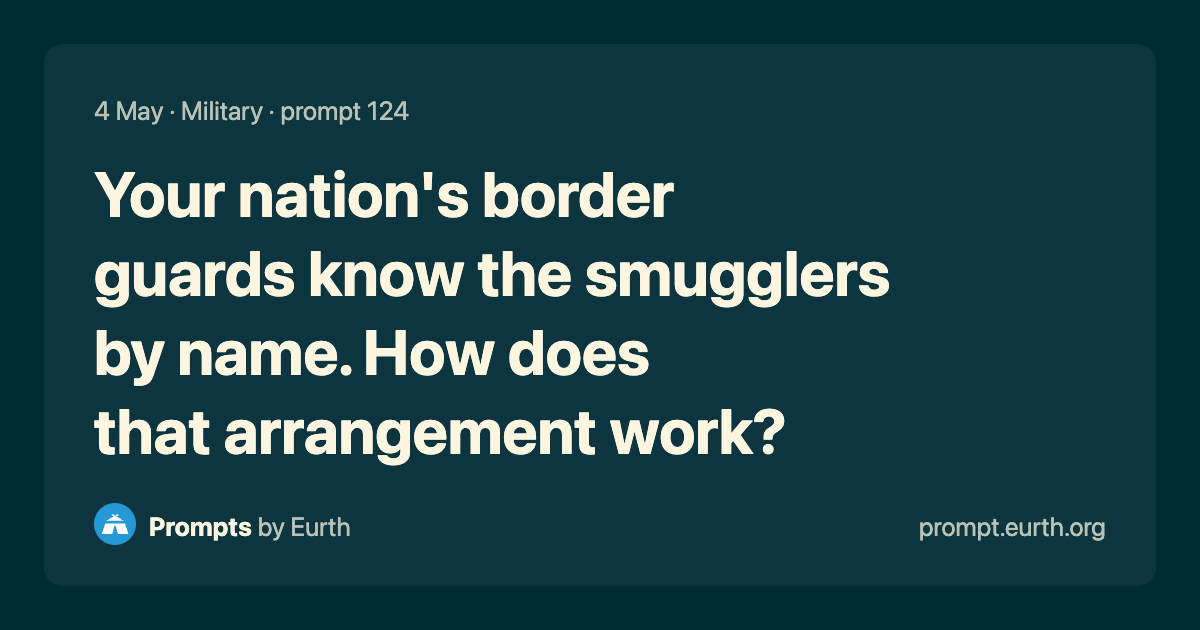 4 May · Military · prompt 124
Your nation's border
guards know the smugglers
by name. How does
that arrangement work?
Prompts by Eurth
prompt.eurth.org